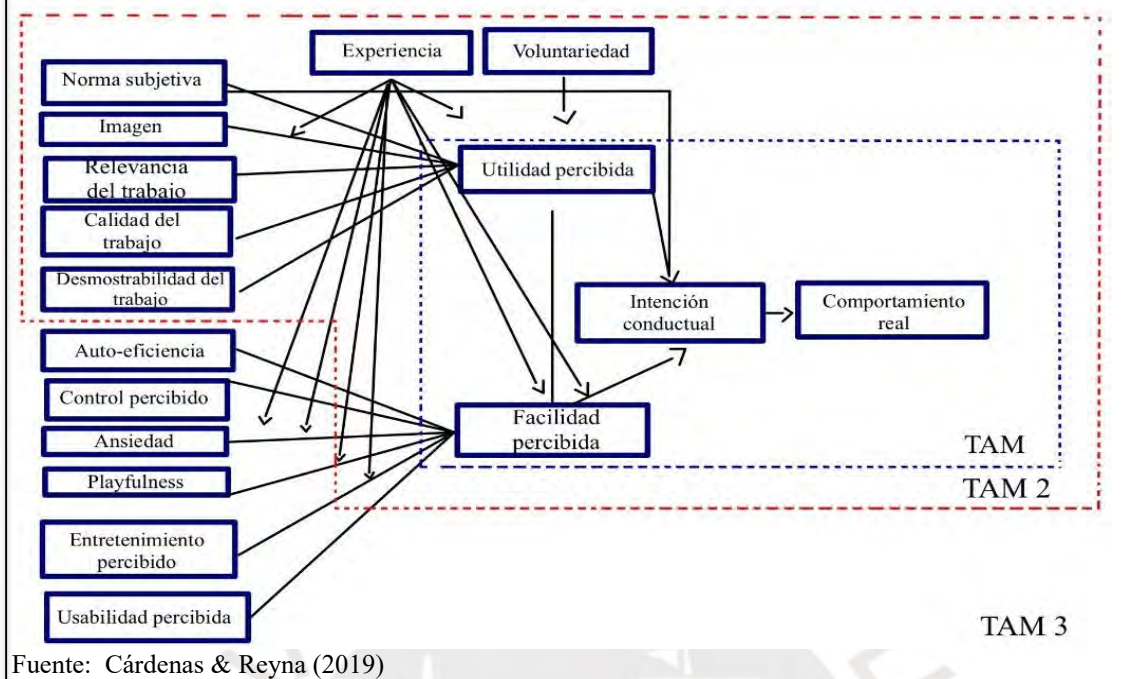 Experiencia
Voluntariedad
Norma subjetiva
Imagen
Relevancia
del trabajo
Calidad del
trabajo
Desmostrabilidad del
trabajo
Utilidad percibida
Intención
conductual
Comportamiento
real
Auto-eficiencia
Control percibido
Ansiedad
Playfulness
Entretenimiento
percibido
Usabilidad percibida
Facilidad
percibida
TAM
TAM 2
TAM 3
Fuente: Cárdenas & Reyna (2019)